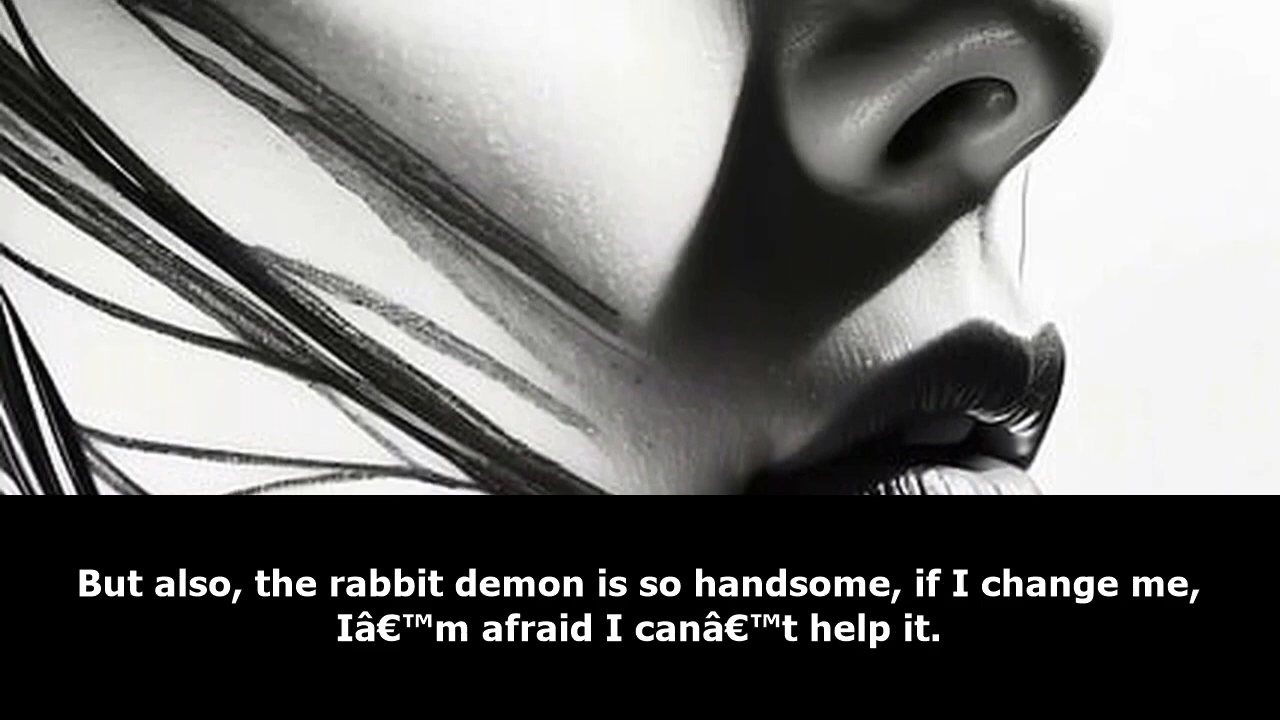 But also, the rabbit demon is so handsome, if I change me,
Iâ€™m afraid I canâ€™t help it.